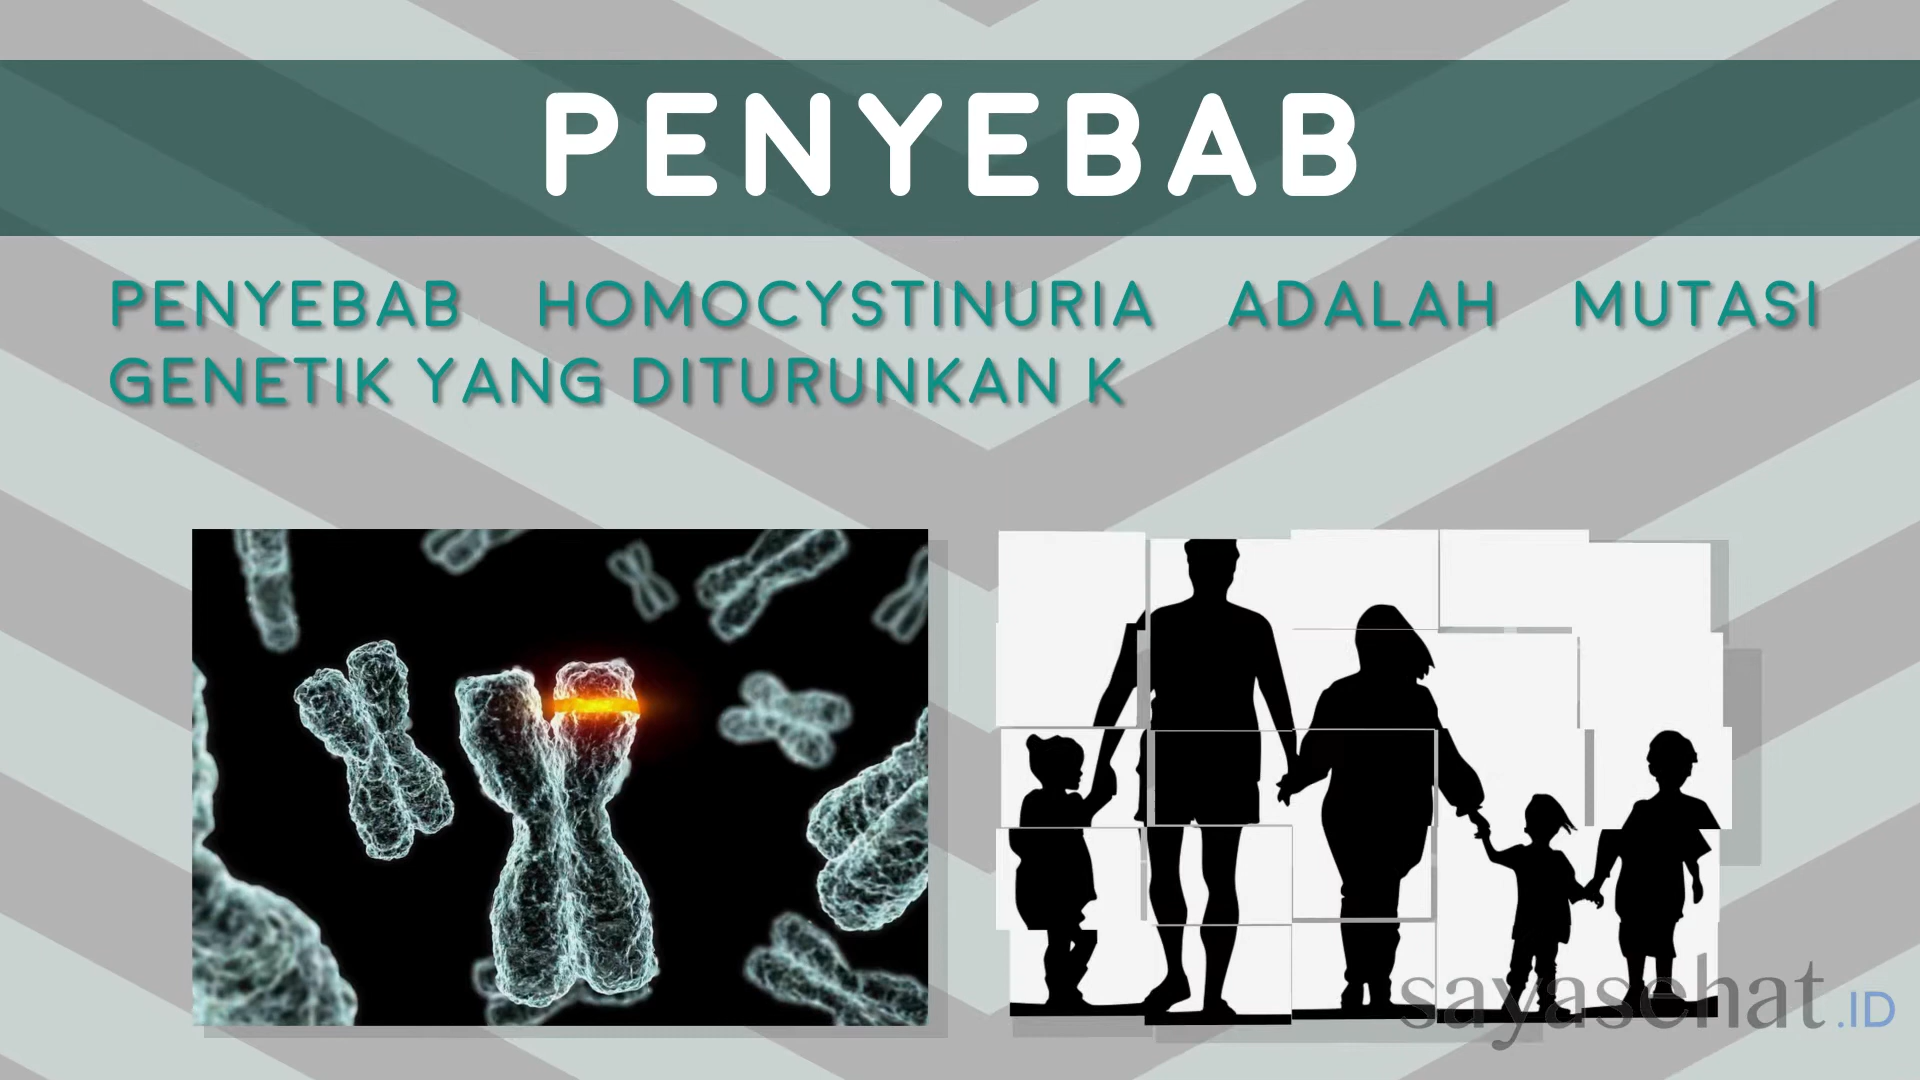 PENYEBAB
PENYEBAB HOMOCYSTINURIA ADALAH MUTASI
GENETIK YANG DITURUNKAN K
sayasehat.ID